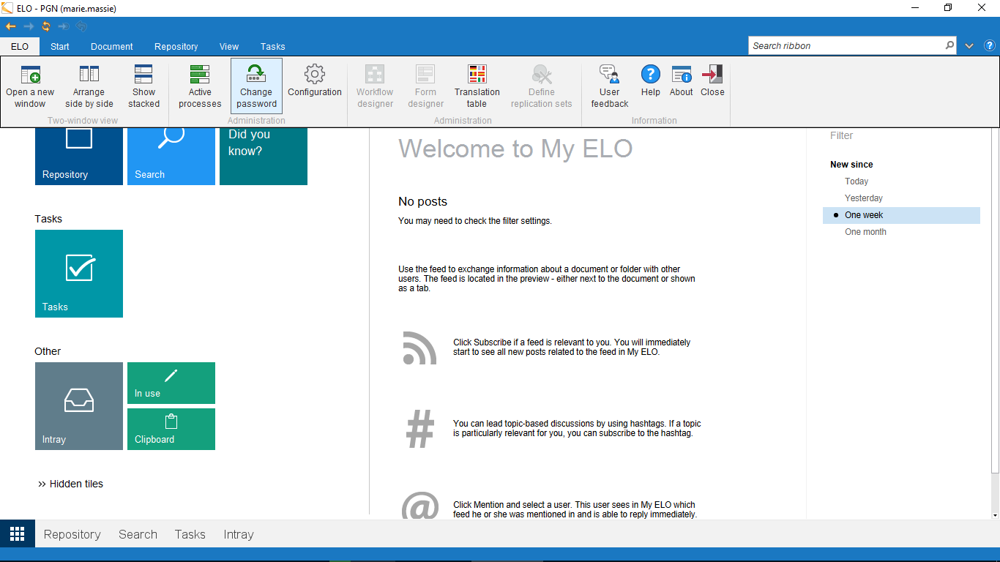 ELO - PGN (marie.massie)
ELO Start Document Repository View Tasks
Search ribbon
Open a new window
Arrange side by side
Show stacked
Two-window view
Active processes
Change password
Configuration
Administration
Workflow designer
Form designer
Translation table
Define replication sets
Administration
User feedback
Help
About
Close
Information
Repository
Search
Did you
know?
Tasks
Tasks
Other
Intray
In use
Clipboard
>> Hidden tiles
Welcome to My ELO
No posts
You may need to check the filter settings.
Use the feed to exchange information about a document or folder with other
users. The feed is located in the preview - either next to the document or shown
as a tab.
Click Subscribe if a feed is relevant to you. You will immediately
start to see all new posts related to the feed in My ELO.
#
You can lead topic-based discussions by using hashtags. If a topic
is particularly relevant for you, you can subscribe to the hashtag.
@
Click Mention and select a user. This user sees in My ELO which
feed he or she was mentioned in and is able to reply immediately.
Filter
New since
Today
Yesterday
One week
One month
Repository Search Tasks Intray